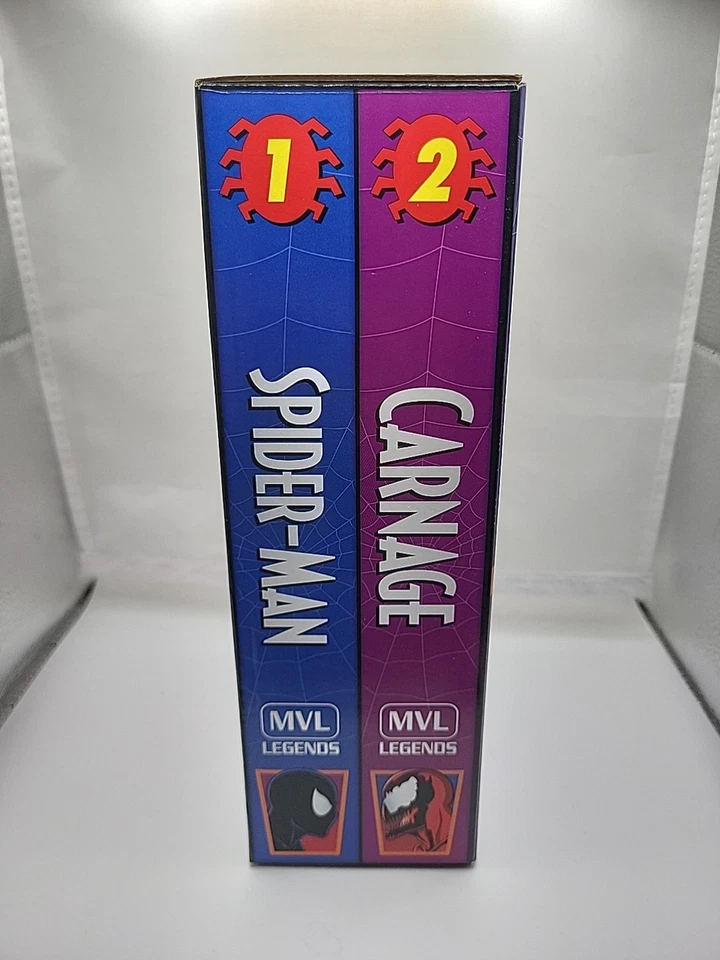 1
SPIDER-MAN
MVL
LEGENDS
2
CARNAGE
MVL
LEGENDS